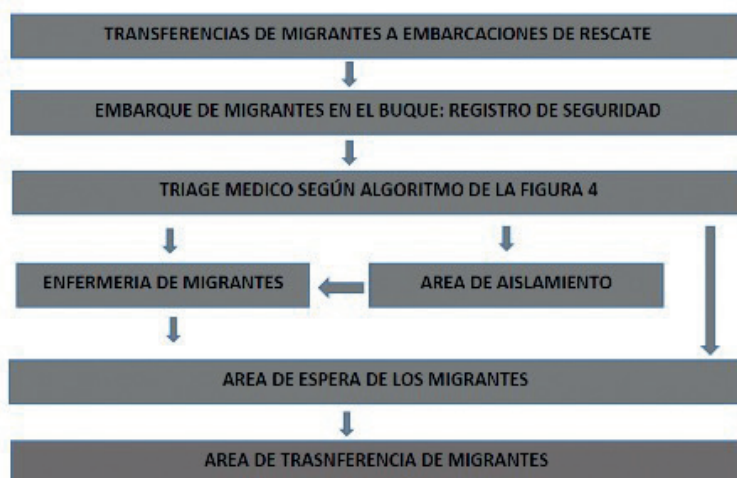 TRANSFERENCIAS DE MIGRANTES A EMBARCACIONES DE RESCATE
EMBARQUE DE MIGRANTES EN EL BUQUE: REGISTRO DE SEGURIDAD
TRIAGE MEDICO SEGÚN ALGORITMO DE LA FIGURA 4
ENFERMERIA DE MIGRANTES
AREA DE AISLAMIENTO
AREA DE ESPERA DE LOS MIGRANTES
AREA DE TRASNFERENCIA DE MIGRANTES